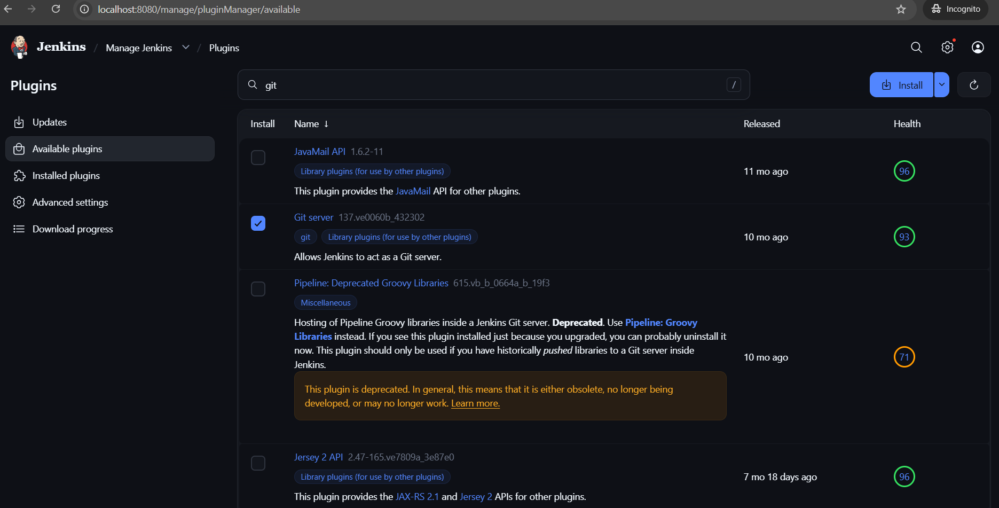 localhost:8080/manage/pluginManager/available
Incognito
Jenkins / Manage Jenkins / Plugins
Plugins
git
/
Install
Updates
Available plugins
Installed plugins
Advanced settings
Download progress
Install Name ↓ Released Health
JavaMail API 1.6.2-11
Library plugins (for use by other plugins)
This plugin provides the JavaMail API for other plugins.
11 mo ago
96
Git server 137.ve0060b_432302
git Library plugins (for use by other plugins)
Allows Jenkins to act as a Git server.
10 mo ago
93
Pipeline: Deprecated Groovy Libraries 615.vb_b_0664a_b_19f3
Miscellaneous
Hosting of Pipeline Groovy libraries inside a Jenkins Git server. Deprecated. Use Pipeline: Groovy
Libraries instead. If you see this plugin installed just because you upgraded, you can probably uninstall it
now. This plugin should only be used if you have historically pushed libraries to a Git server inside
Jenkins.
This plugin is deprecated. In general, this means that it is either obsolete, no longer being
developed, or may no longer work. Learn more.
10 mo ago
71
Jersey 2 API 2.47-165.ve7809a_3e87e0
Library plugins (for use by other plugins)
This plugin provides the JAX-RS 2.1 and Jersey 2 APIs for other plugins.
7 mo 18 days ago
96